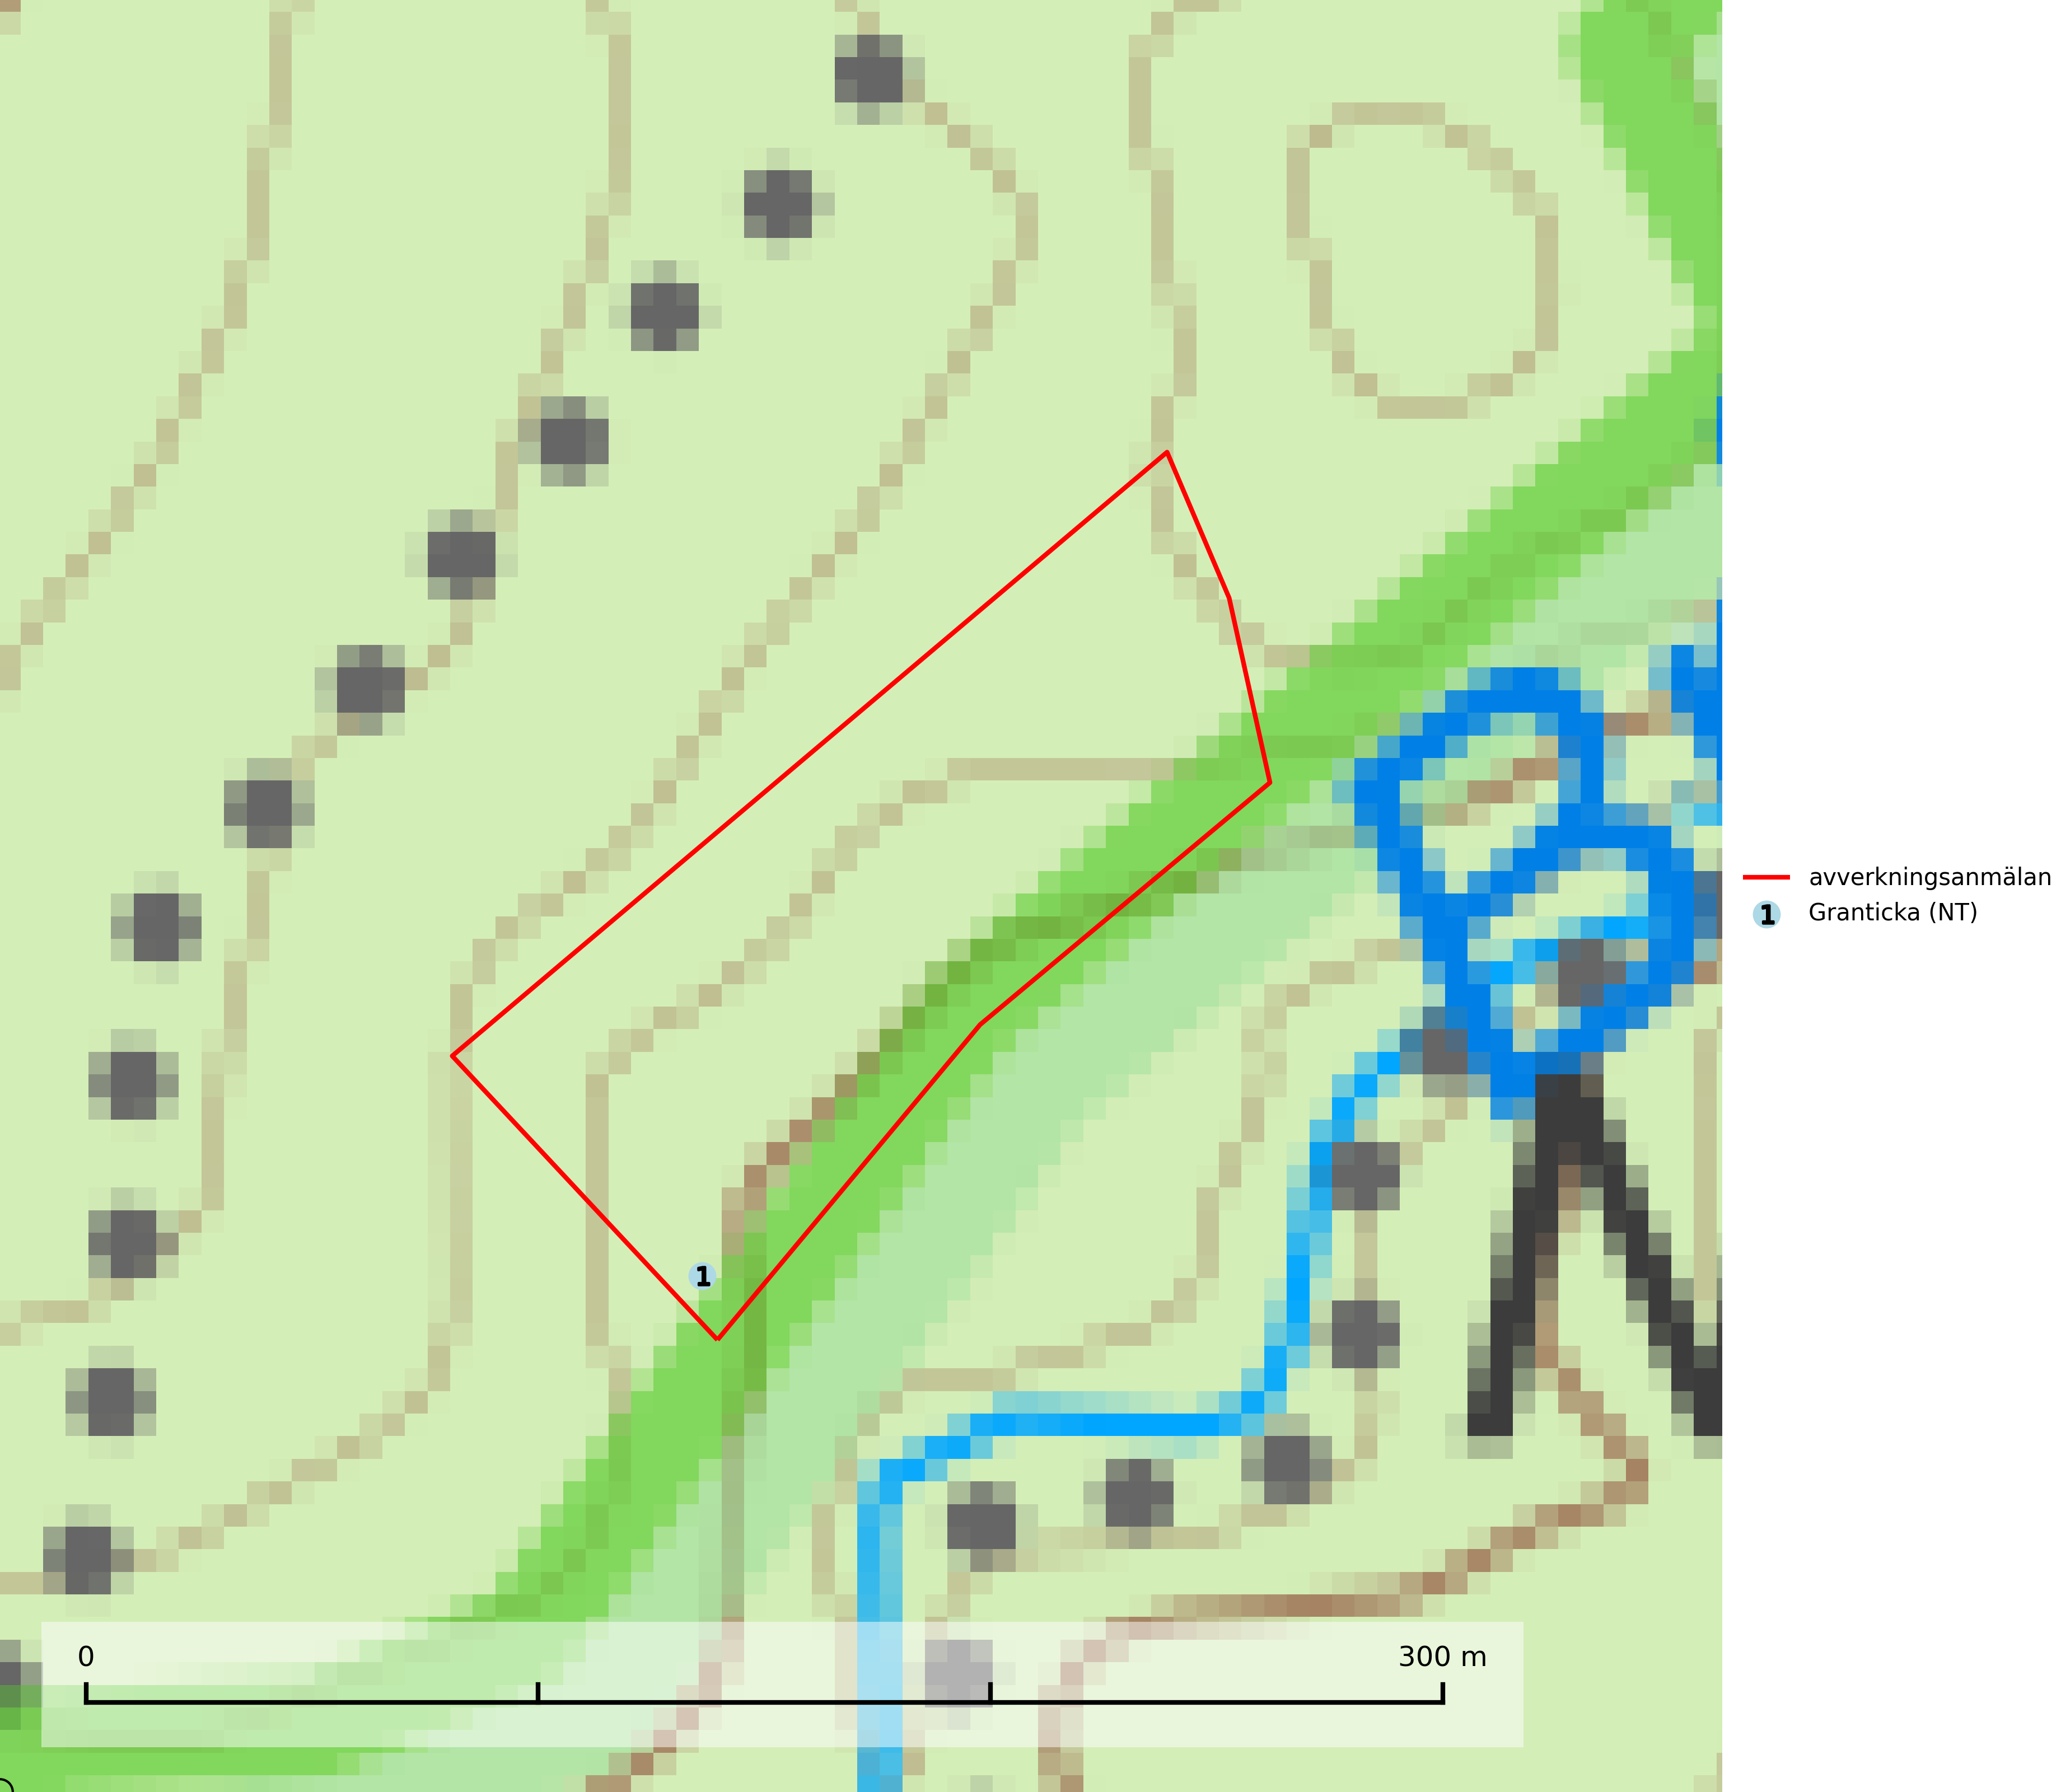 1
avverkningsanmälan
1 Granticka (NT)
0 300 m